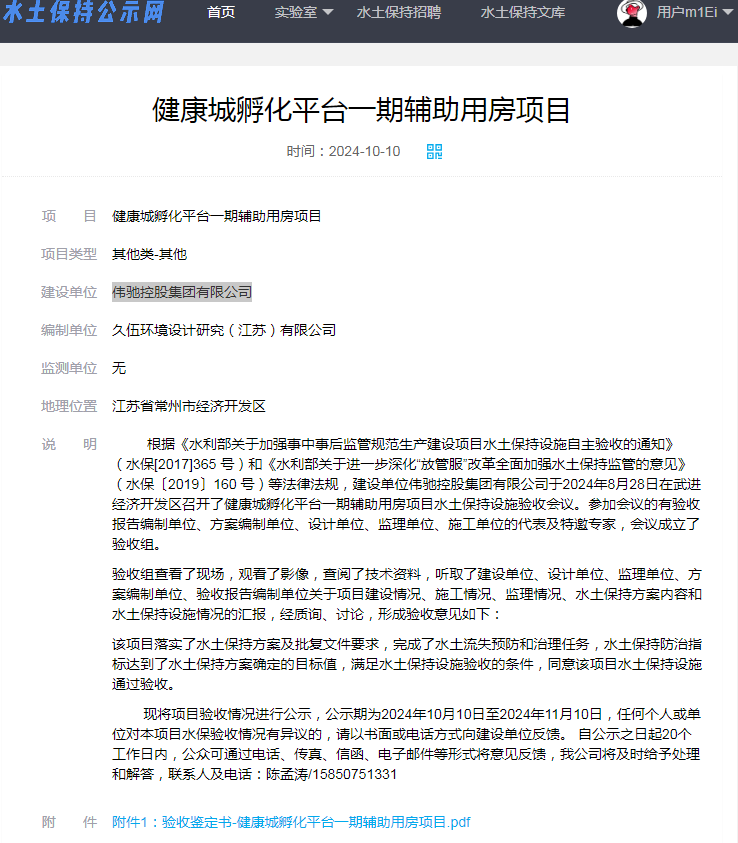 水土保持公示网 首页 实验室 水土保持招聘 水土保持文库 用户m1Ei
健康城孵化平台一期辅助用房项目
时间：2024-10-10
项 目 健康城孵化平台一期辅助用房项目
项目类型 其他类-其他
建设单位 伟驰控股集团有限公司
编制单位 久伍环境设计研究（江苏）有限公司
监测单位 无
地理位置 江苏省常州市经济开发区
说 明 根据《水利部关于加强事中事后监管规范生产建设项目水土保持设施自主验收的通知》
（水保[2017]365 号）和《水利部关于进一步深化“放管服”改革全面加强水土保持监管的意见》
（水保〔2019〕160 号）等法律法规，建设单位伟驰控股集团有限公司于2024年8月28日在武进
经济开发区召开了健康城孵化平台一期辅助用房项目水土保持设施验收会议。参加会议的有验收
报告编制单位、方案编制单位、设计单位、监理单位、施工单位的代表及特邀专家，会议成立了
验收组。
验收组查看了现场，观看了影像，查阅了技术资料，听取了建设单位、设计单位、监理单位、方
案编制单位、验收报告编制单位关于项目建设情况、施工情况、监理情况、水土保持方案内容和
水土保持设施情况的汇报，经质询、讨论，形成验收意见如下：
该项目落实了水土保持方案及批复文件要求，完成了水土流失预防和治理任务，水土保持防治指
标达到了水土保持方案确定的目标值，满足水土保持设施验收的条件，同意该项目水土保持设施
通过验收。
现将项目验收情况进行公示，公示期为2024年10月10日至2024年11月10日，任何个人或单
位对本项目水保验收情况有异议的，请以书面或电话方式向建设单位反馈。 自公示之日起20个
工作日内，公众可通过电话、传真、信函、电子邮件等形式将意见反馈，我公司将及时给予处理
和解答，联系人及电话：陈孟涛/15850751331
附 件 附件1：验收鉴定书-健康城孵化平台一期辅助用房项目.pdf